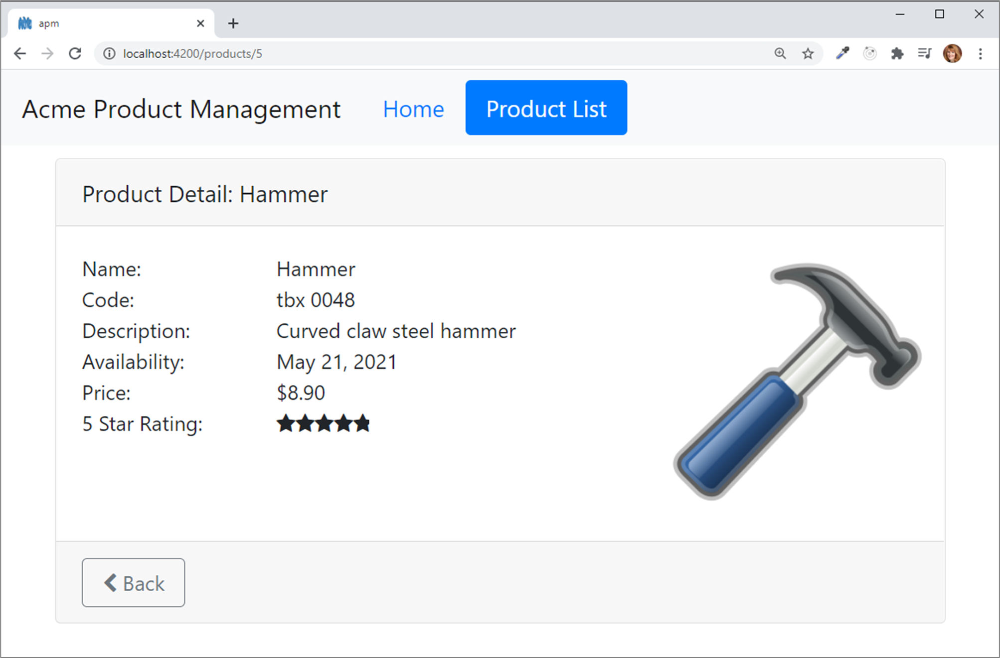 apm
localhost:4200/products/5
Acme Product Management Home Product List
Product Detail: Hammer
Name: Hammer
Code: tbx 0048
Description: Curved claw steel hammer
Availability: May 21, 2021
Price: $8.90
5 Star Rating:
Back